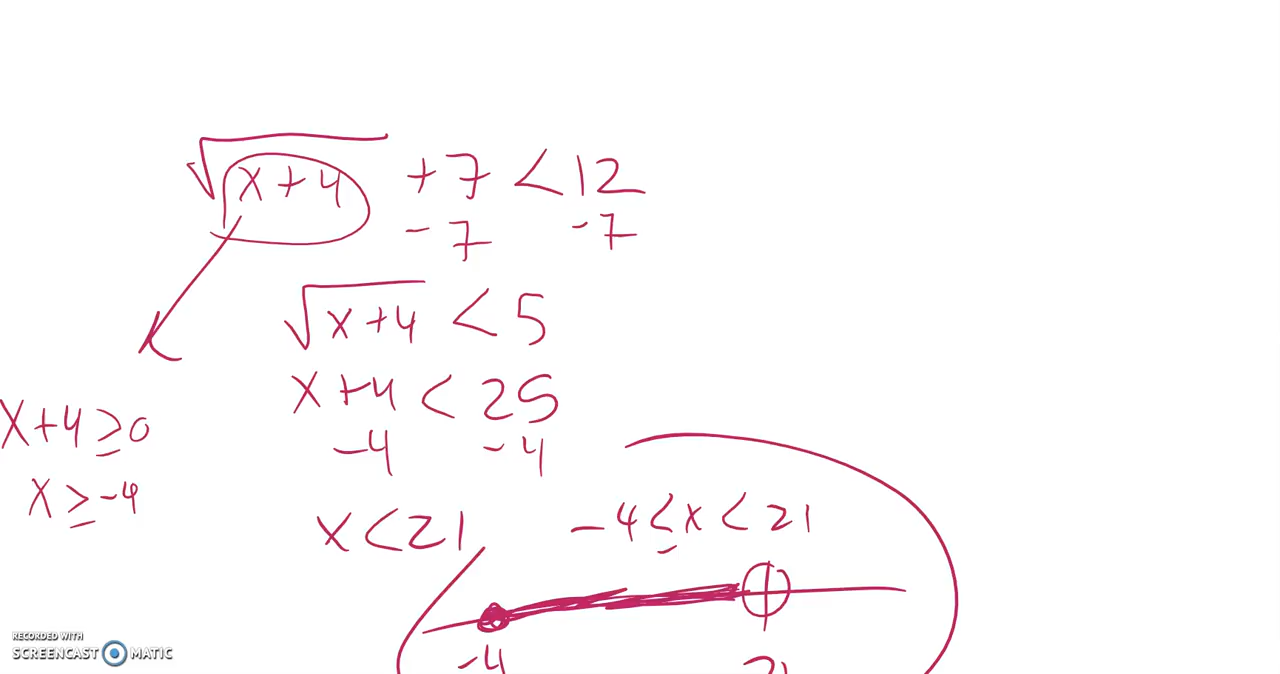 √x+4 + 7 < 12
- 7 - 7
√x+4 < 5
x + 4 < 25
- 4 - 4
x + 4 ≥ 0
x ≥ -4
x < 21
-4 ≤ x < 21
-4 21
RECORDED WITH
SCREENCAST MATIC